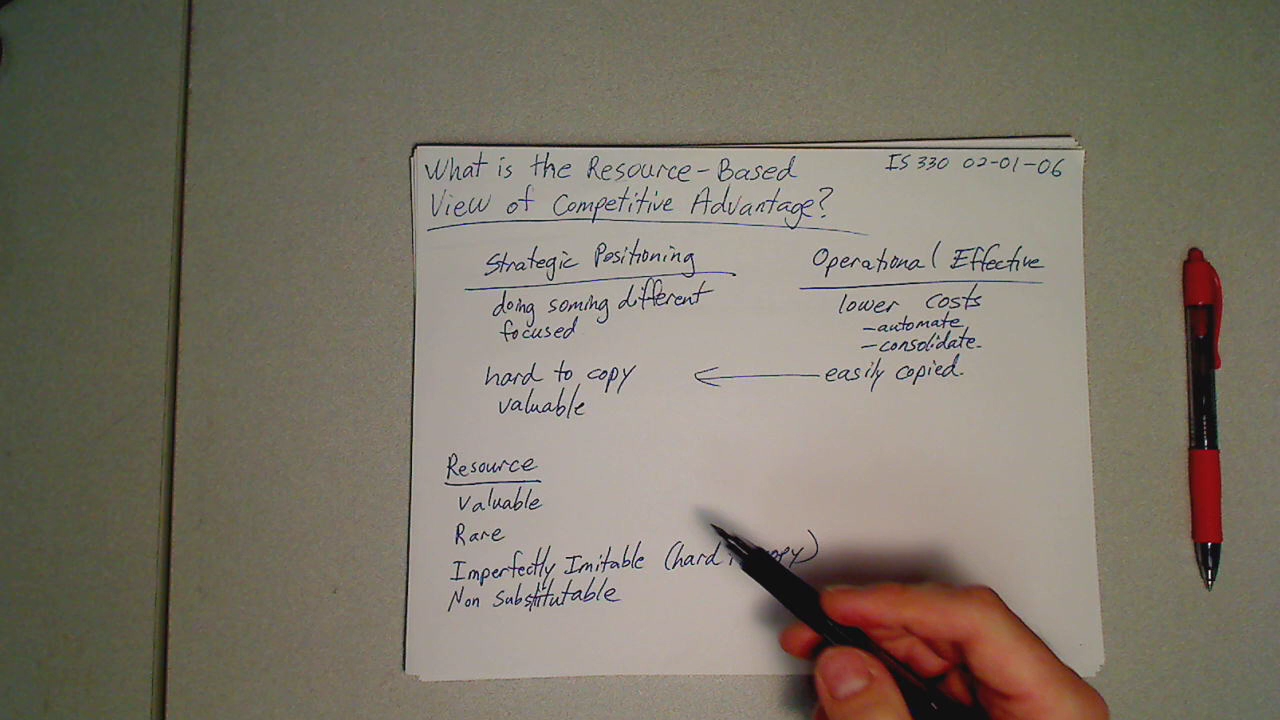 What is the Resource-Based
View of Competitive Advantage?
IS 330 02-01-06
Strategic Positioning
doing soming different
focused
hard to copy
valuable
Operational Effective
lower costs
-automate
-consolidate.
easily copied.
Resource
Valuable
Rare
Imperfectly Imitable (hard copy)
Non Substitutable